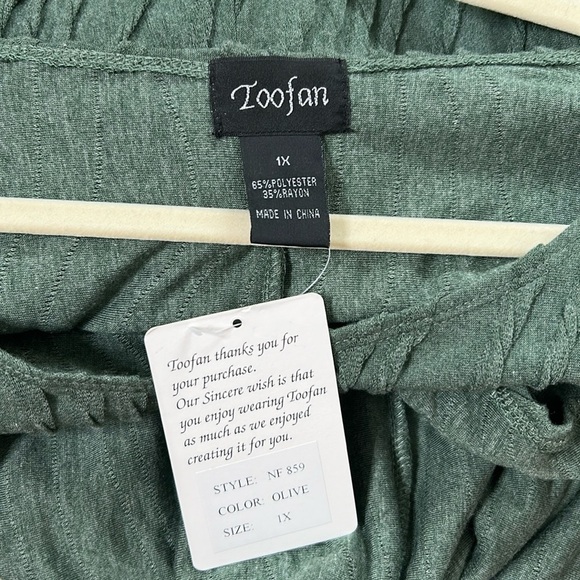 Toofan
1X
65%POLYESTER
35%RAYON
MADE IN CHINA
Toofan thanks you for
your purchase.
Our Sincere wish is that
you enjoy wearing Toofan
as much as we enjoyed
creating it for you.
STYLE: NF 859
COLOR: OLIVE
SIZE: 1X